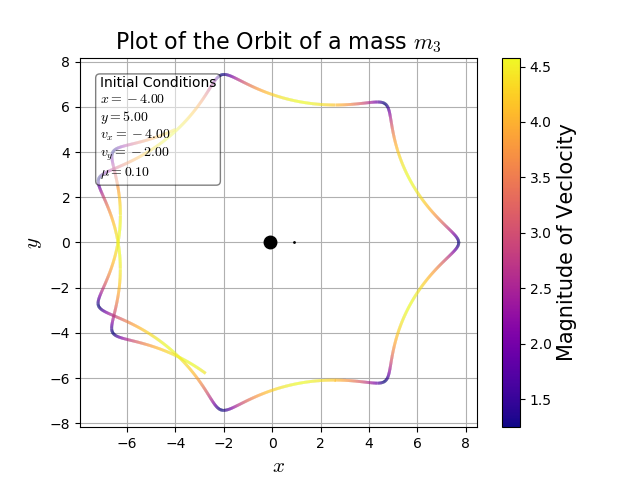 Plot of the Orbit of a mass m₃
Initial Conditions
x = −4.00
y = 5.00
vₓ = −4.00
v_y = −2.00
μ = 0.10
8
6
4
2
0
−2
−4
−6
−8
y
−6 −4 −2 0 2 4 6 8
x
4.5
4.0
3.5
3.0
2.5
2.0
1.5
Magnitude of Veclocity